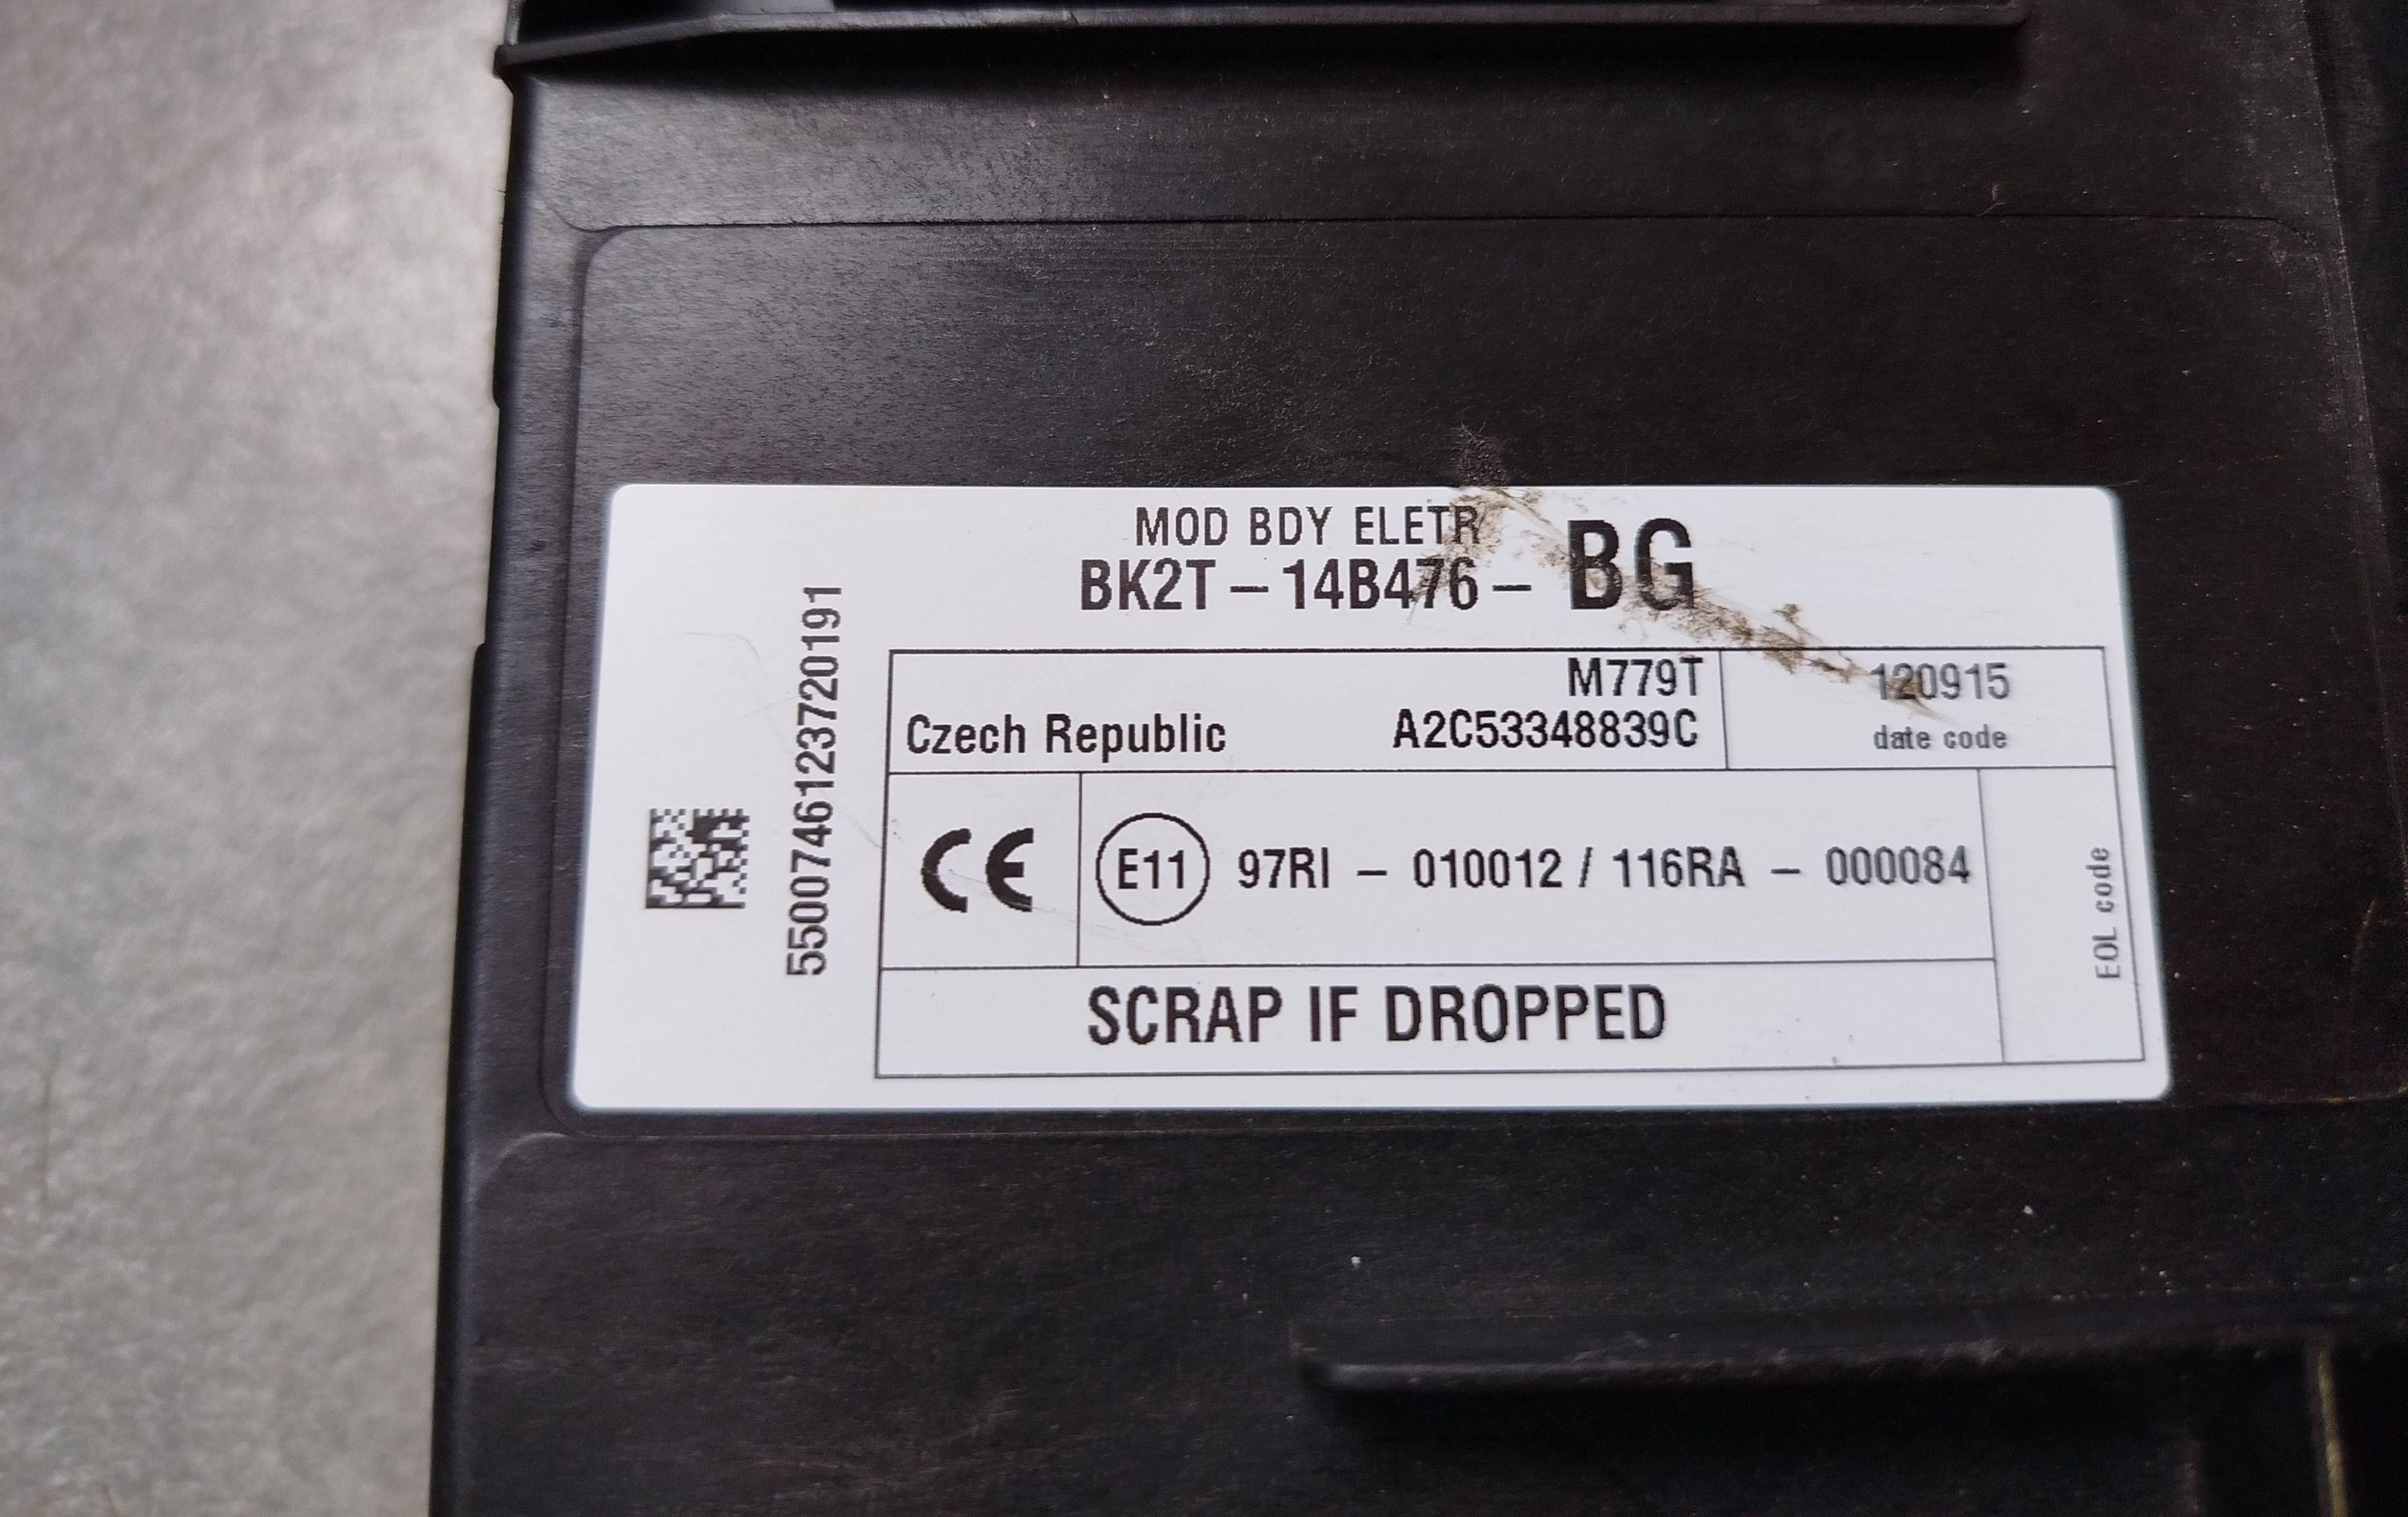 MOD BDY ELETR
BK2T – 14B476 – BG
5500746123720191
M779T
Czech Republic A2C53348839C
120915
date code
CE E11 97RI – 010012 / 116RA – 000084
EOL code
SCRAP IF DROPPED